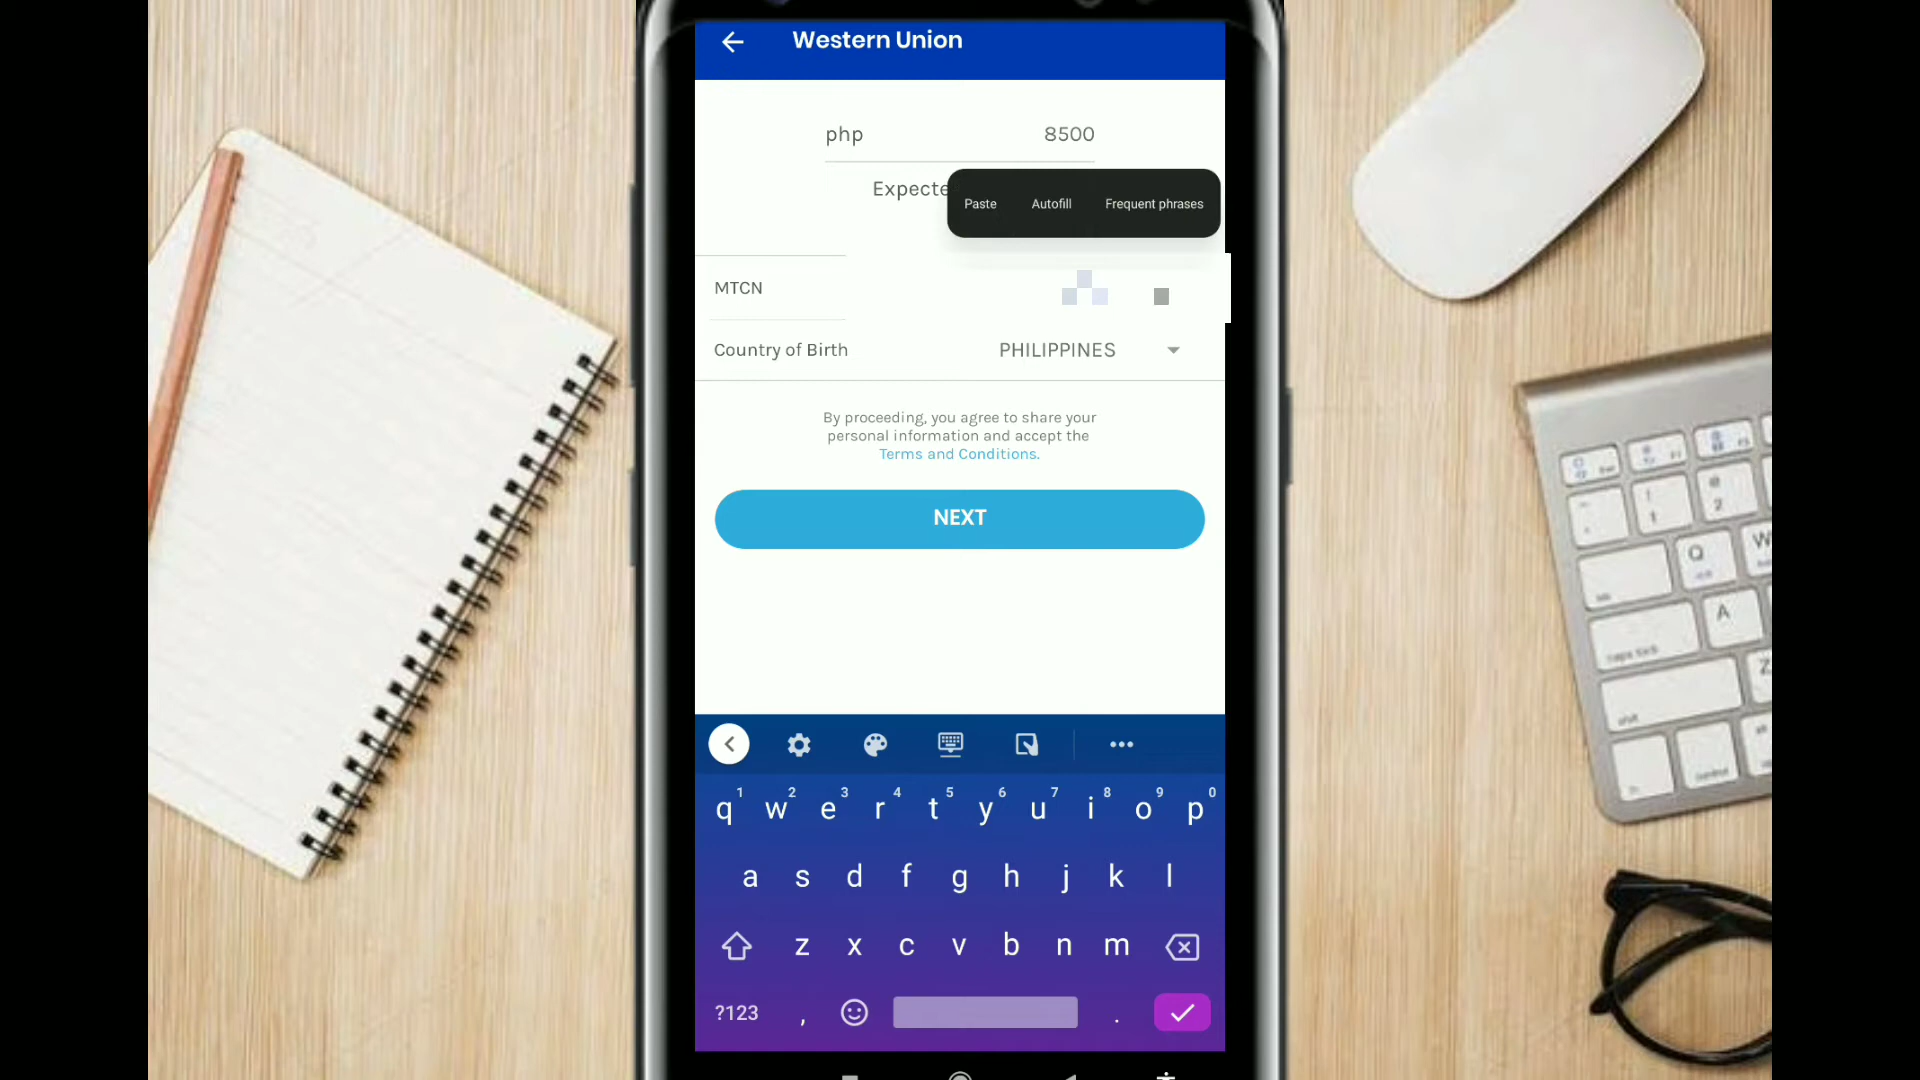 Western Union
php 8500
Expecte
Paste Autofill Frequent phrases
MTCN
Country of Birth PHILIPPINES
By proceeding, you agree to share your
personal information and accept the
Terms and Conditions.
NEXT
1 2 3 4 5 6 7 8 9 0
q w e r t y u i o p
a s d f g h j k l
z x c v b n m
?123 , .
! 1 @ 2
Q W
A
Z